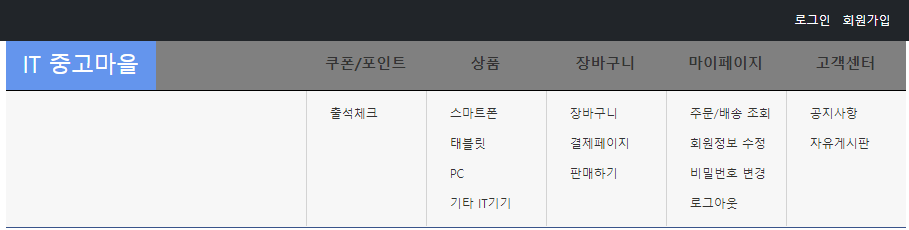 로그인 회원가입
IT 중고마을 쿠폰/포인트 상품 장바구니 마이페이지 고객센터
출석체크 스마트폰 장바구니 주문/배송 조회 공지사항
태블릿 결제페이지 회원정보 수정 자유게시판
PC 판매하기 비밀번호 변경
기타 IT기기 로그아웃